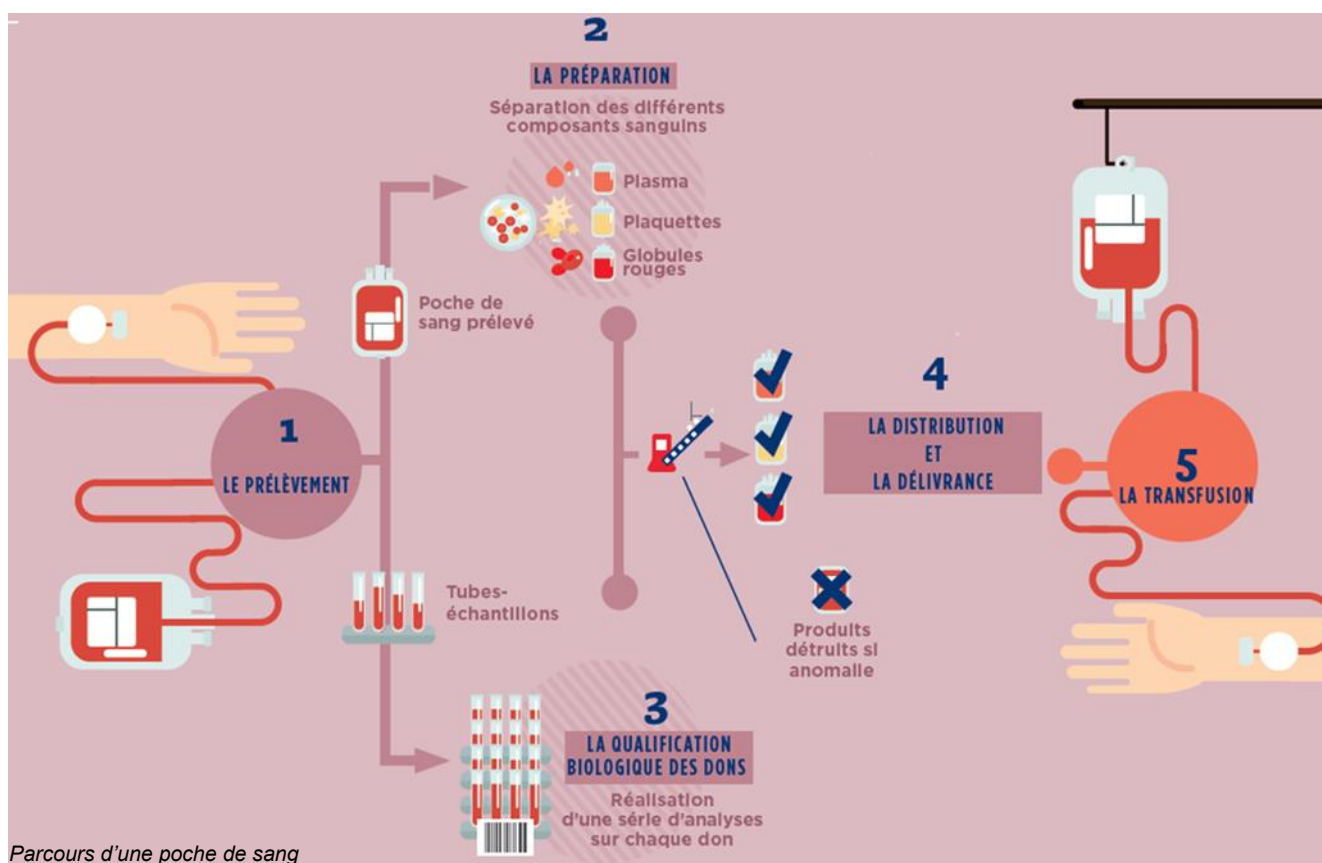 1
LE PRÉLÈVEMENT
Poche de
sang prélevé
Tubes-
échantillons
2
LA PRÉPARATION
Séparation des différents
composants sanguins
Plasma
Plaquettes
Globules
rouges
3
LA QUALIFICATION
BIOLOGIQUE DES DONS
Réalisation
d'une série d'analyses
sur chaque don
Produits
détruits si
anomalie
4
LA DISTRIBUTION
ET
LA DÉLIVRANCE
5
LA TRANSFUSION
Parcours d'une poche de sang